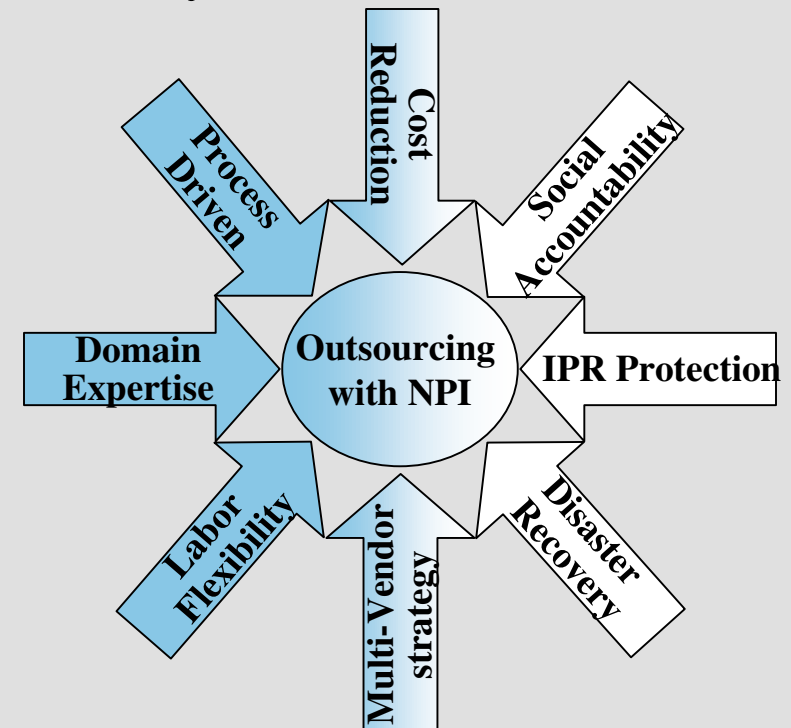 Cost
Reduction
Process
Driven
Social
Accountability
Domain
Expertise
Outsourcing
with NPI
IPR Protection
Labor
Flexibility
Multi-Vendor
strategy
Disaster
Recovery